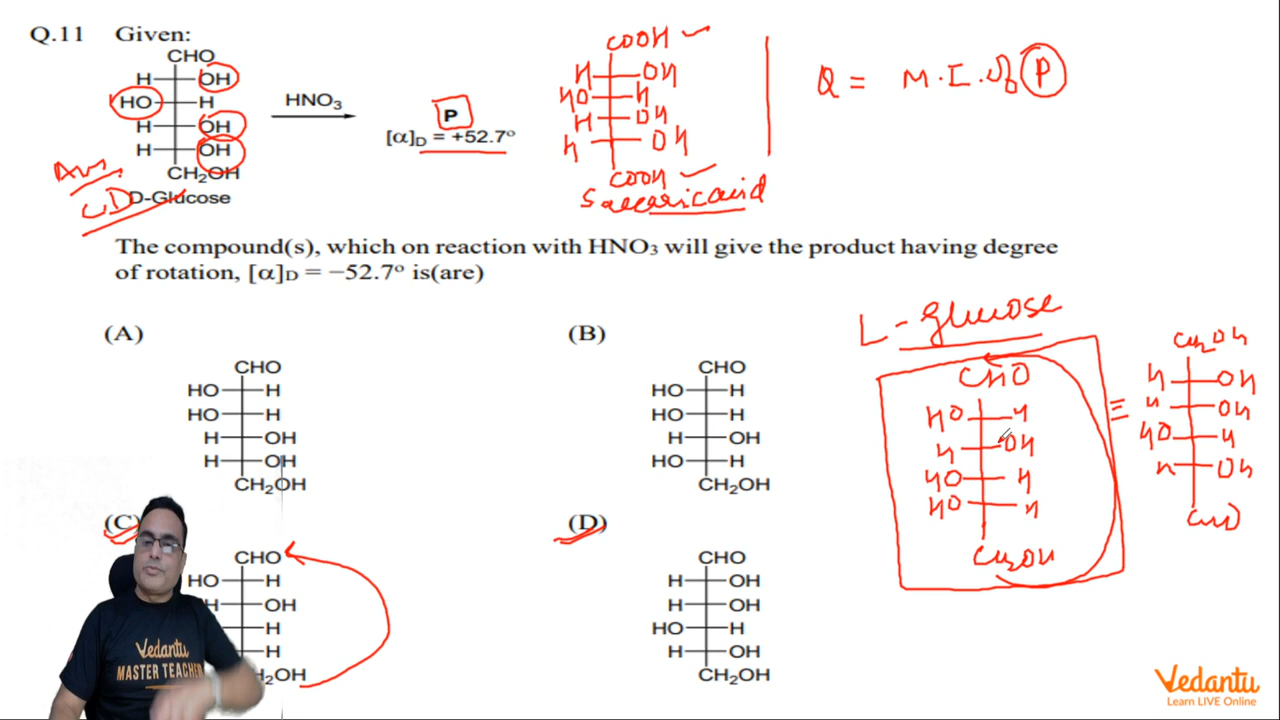 Q.11 Given:
CHO
H OH
HO H
H OH
H OH
CH₂OH
D-Glucose
HNO₃
P
[α]D = +52.7°
COOH
H OH
HO H
H OH
H OH
COOH
Saccaric acid
Q = M.I. of P
Ans
C,D
The compound(s), which on reaction with HNO₃ will give the product having degree
of rotation, [α]D = −52.7° is(are)
(A)
CHO
HO H
HO H
H OH
H OH
CH₂OH
(B)
CHO
HO H
HO H
H OH
HO H
CH₂OH
(C)
CHO
HO H
H OH
H
H
H₂OH
(D)
CHO
H OH
H OH
HO H
H OH
CH₂OH
L-Glucose
CHO
HO H
H OH
HO H
HO H
CH₂OH
≡
CH₂OH
H OH
H OH
HO H
H OH
CHO
Vedantu
MASTER TEACHER
Vedantu
Learn LIVE Online